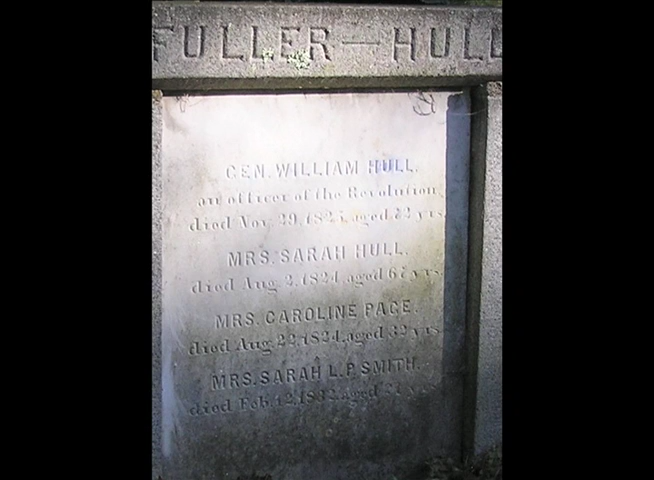 FULLER—HULL
GEN. WILLIAM HULL.
an officer of the Revolution
died Nov. 29, 1825, aged 72 yrs.
MRS. SARAH HULL.
died Aug. 2, 1824, aged 67 yrs.
MRS. CAROLINE PAGE.
died Aug. 22, 1824, aged 32 yrs
MRS. SARAH L. P. SMITH.
died Feb. 12, 1832, aged